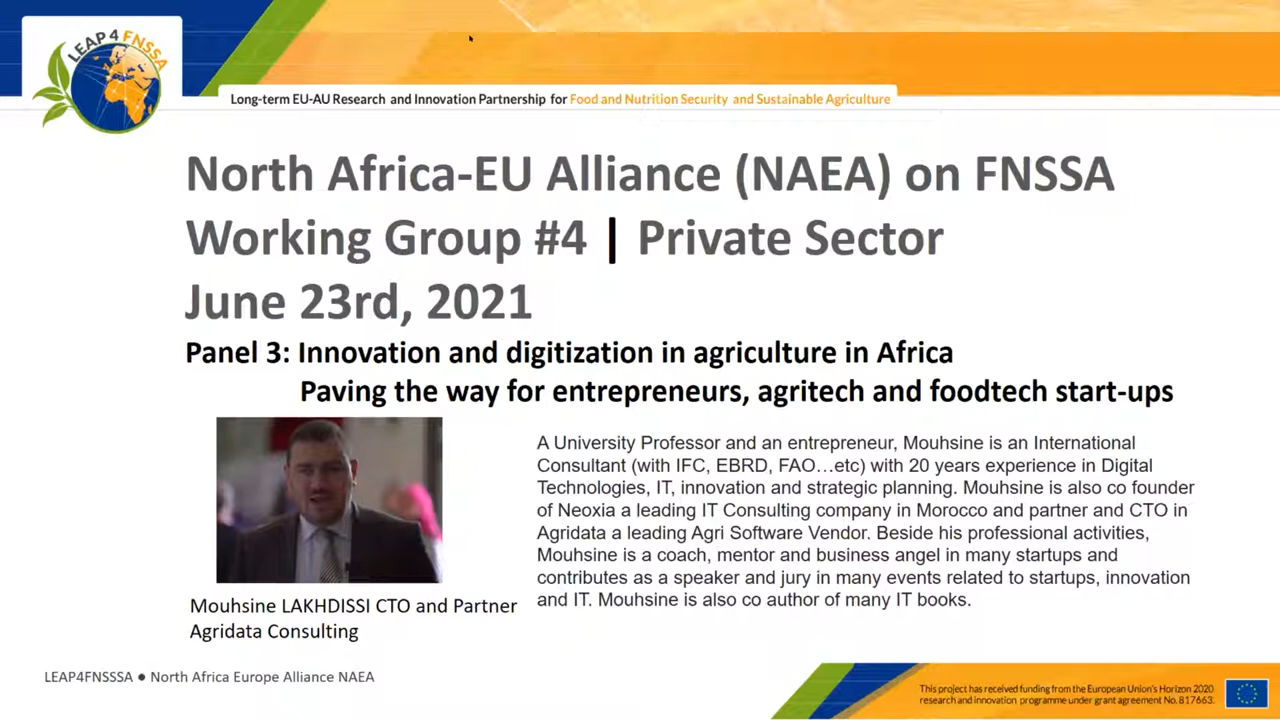 LEAP 4 FNSSA
Long-term EU-AU Research and Innovation Partnership for Food and Nutrition Security and Sustainable Agriculture
North Africa-EU Alliance (NAEA) on FNSSA
Working Group #4 | Private Sector
June 23rd, 2021
Panel 3: Innovation and digitization in agriculture in Africa
Paving the way for entrepreneurs, agritech and foodtech start-ups
A University Professor and an entrepreneur, Mouhsine is an International
Consultant (with IFC, EBRD, FAO…etc) with 20 years experience in Digital
Technologies, IT, innovation and strategic planning. Mouhsine is also co founder
of Neoxia a leading IT Consulting company in Morocco and partner and CTO in
Agridata a leading Agri Software Vendor. Beside his professional activities,
Mouhsine is a coach, mentor and business angel in many startups and
contributes as a speaker and jury in many events related to startups, innovation
and IT. Mouhsine is also co author of many IT books.
Mouhsine LAKHDISSI CTO and Partner
Agridata Consulting
LEAP4FNSSSA ● North Africa Europe Alliance NAEA
This project has received funding from the European Union's Horizon 2020
research and innovation programme under grant agreement No. 817663.